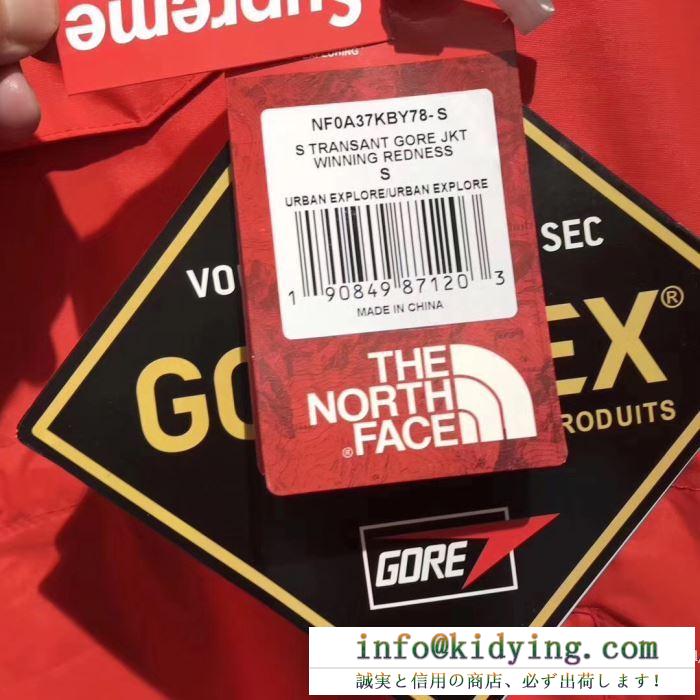 Supreme
EXPLORING
NF0A37KBY78-S
S TRANSANT GORE JKT
WINNING REDNESS
S
URBAN EXPLORE/URBAN EXPLORE
1 90849 87120 3
MADE IN CHINA
THE
NORTH
FACE®
VO
SEC
GO EX®
RODUITS
GORE
info@kidying.com
誠実と信用の商店、必ず出荷します!